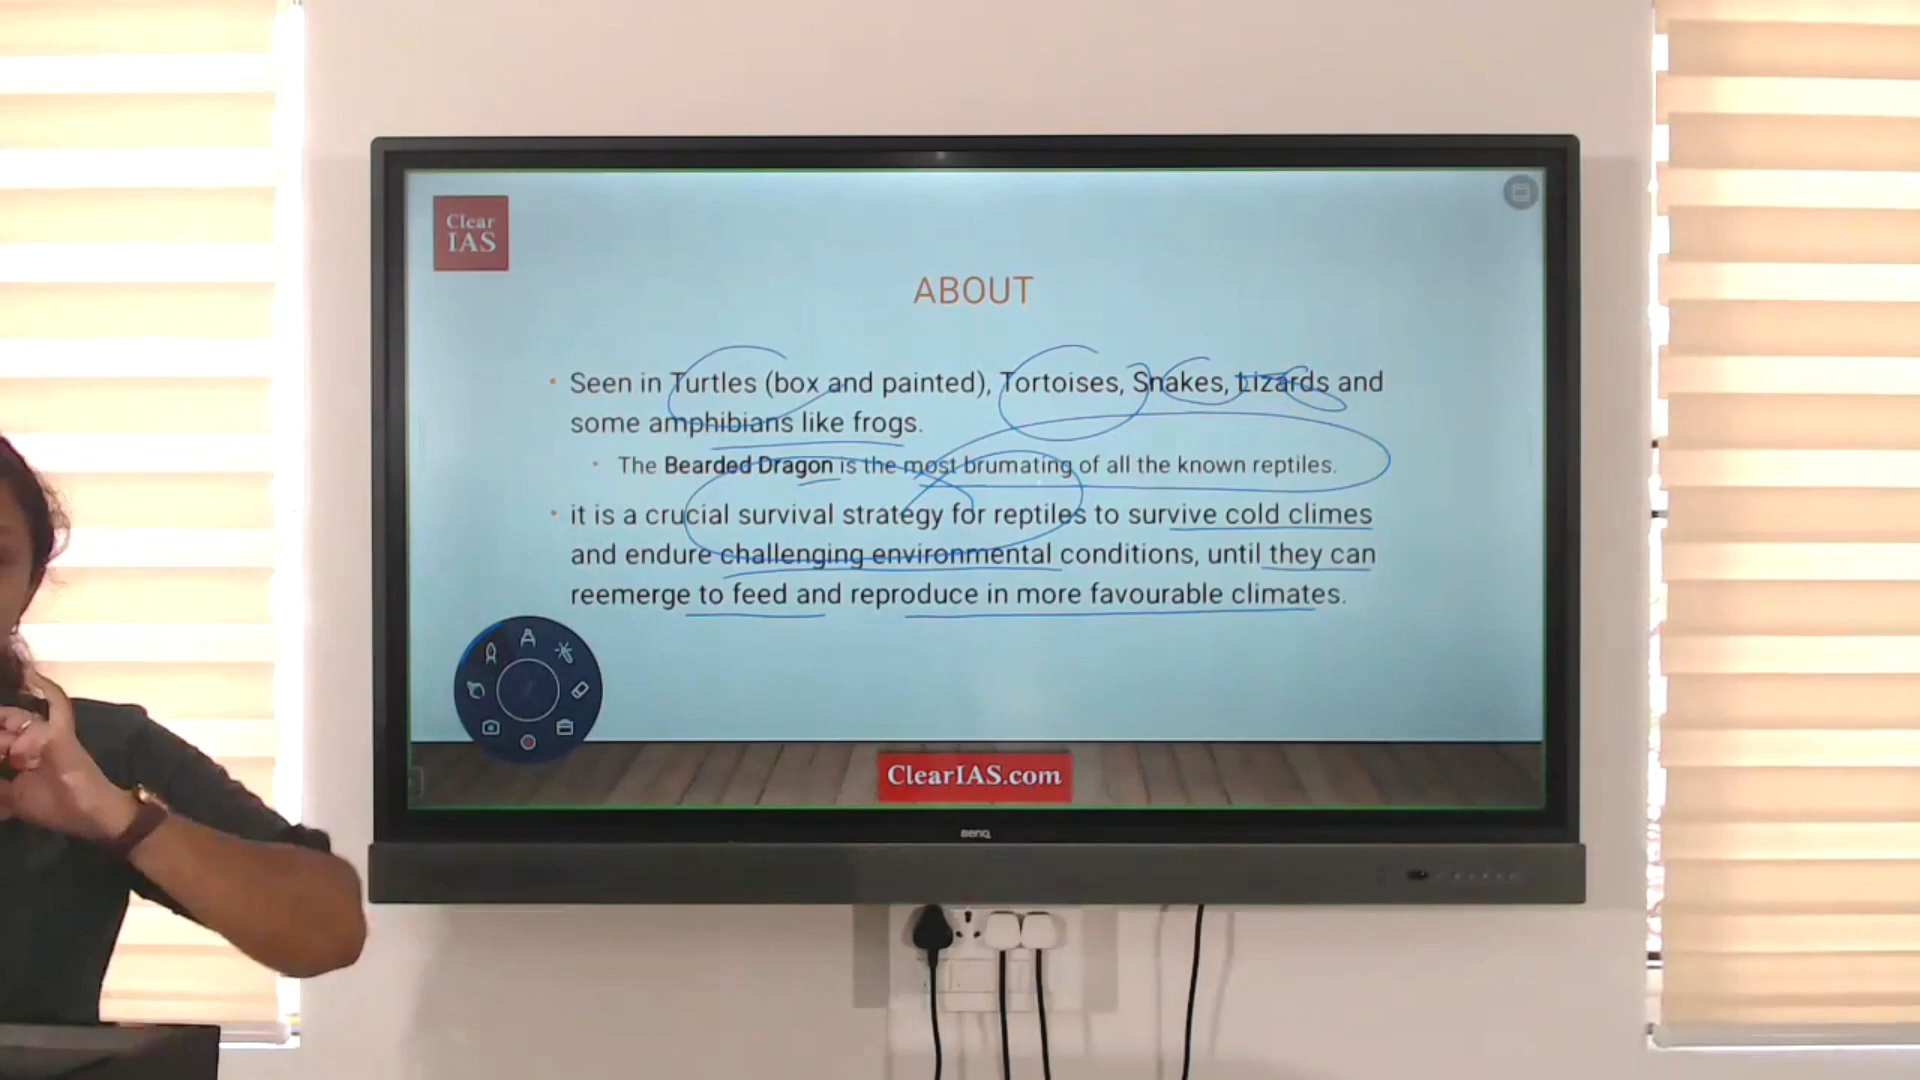 Clear
IAS
ABOUT
• Seen in Turtles (box and painted), Tortoises, Snakes, Lizards and
some amphibians like frogs.
• The Bearded Dragon is the most brumating of all the known reptiles.
• it is a crucial survival strategy for reptiles to survive cold climes
and endure challenging environmental conditions, until they can
reemerge to feed and reproduce in more favourable climates.
ClearIAS.com
BenQ